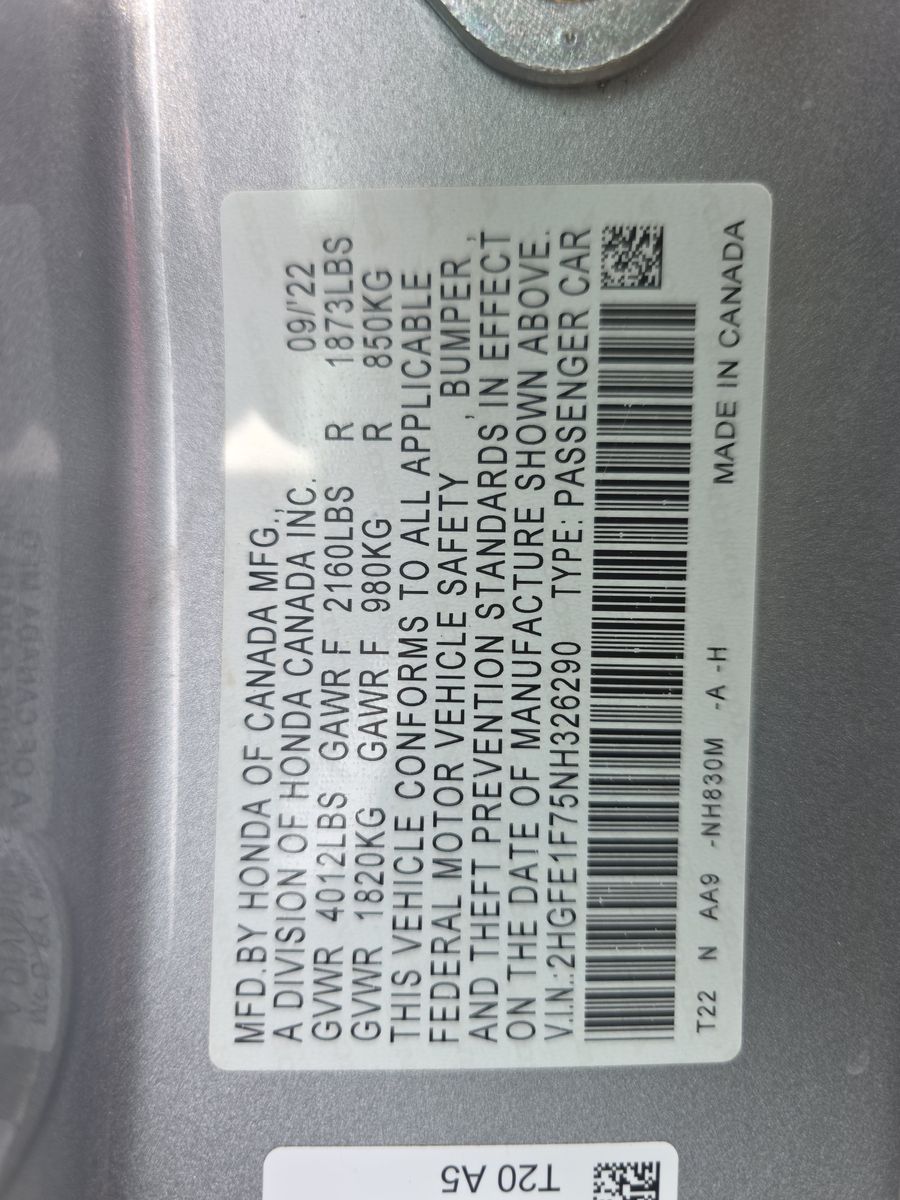 MFD.BY HONDA OF CANADA MFG.,
A DIVISION OF HONDA CANADA INC. 09/'22
GVWR 4012LBS GAWR F 2160LBS R 1873LBS
GVWR 1820KG GAWR F 980KG R 850KG
THIS VEHICLE CONFORMS TO ALL APPLICABLE
FEDERAL MOTOR VEHICLE SAFETY, BUMPER,
AND THEFT PREVENTION STANDARDS IN EFFECT
ON THE DATE OF MANUFACTURE SHOWN ABOVE.
V.I.N.:2HGFE1F75NH326290 TYPE: PASSENGER CAR
T22 N AA9 -NH830M -A -H MADE IN CANADA
T20 A5